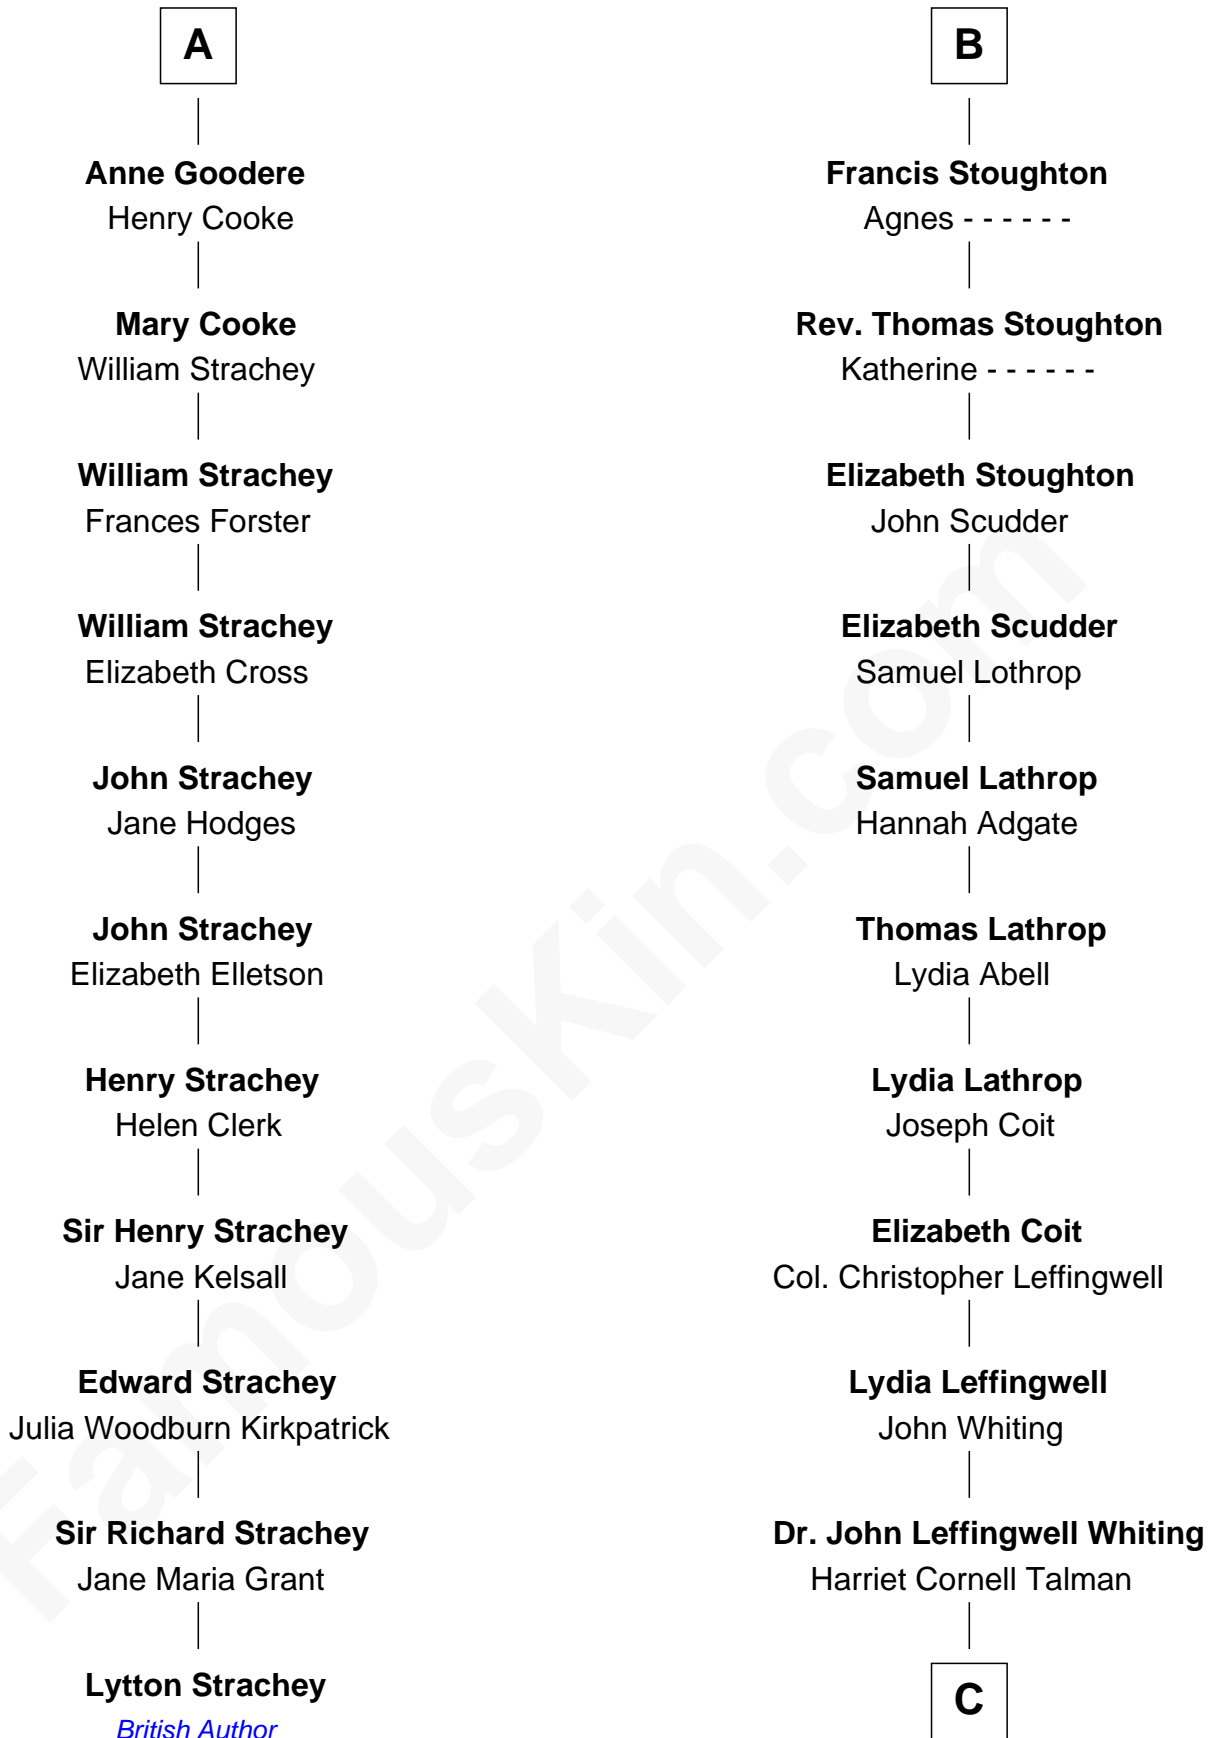 A
Anne Goodere
Henry Cooke
Mary Cooke
William Strachey
William Strachey
Frances Forster
William Strachey
Elizabeth Cross
John Strachey
Jane Hodges
John Strachey
Elizabeth Elletson
Henry Strachey
Helen Clerk
Sir Henry Strachey
Jane Kelsall
Edward Strachey
Julia Woodburn Kirkpatrick
Sir Richard Strachey
Jane Maria Grant
Lytton Strachey
British Author
B
Francis Stoughton
Agnes - - - - - -
Rev. Thomas Stoughton
Katherine - - - - - -
Elizabeth Stoughton
John Scudder
Elizabeth Scudder
Samuel Lothrop
Samuel Lathrop
Hannah Adgate
Thomas Lathrop
Lydia Abell
Lydia Lathrop
Joseph Coit
Elizabeth Coit
Col. Christopher Leffingwell
Lydia Leffingwell
John Whiting
Dr. John Leffingwell Whiting
Harriet Cornell Talman
C
FamousKin.com